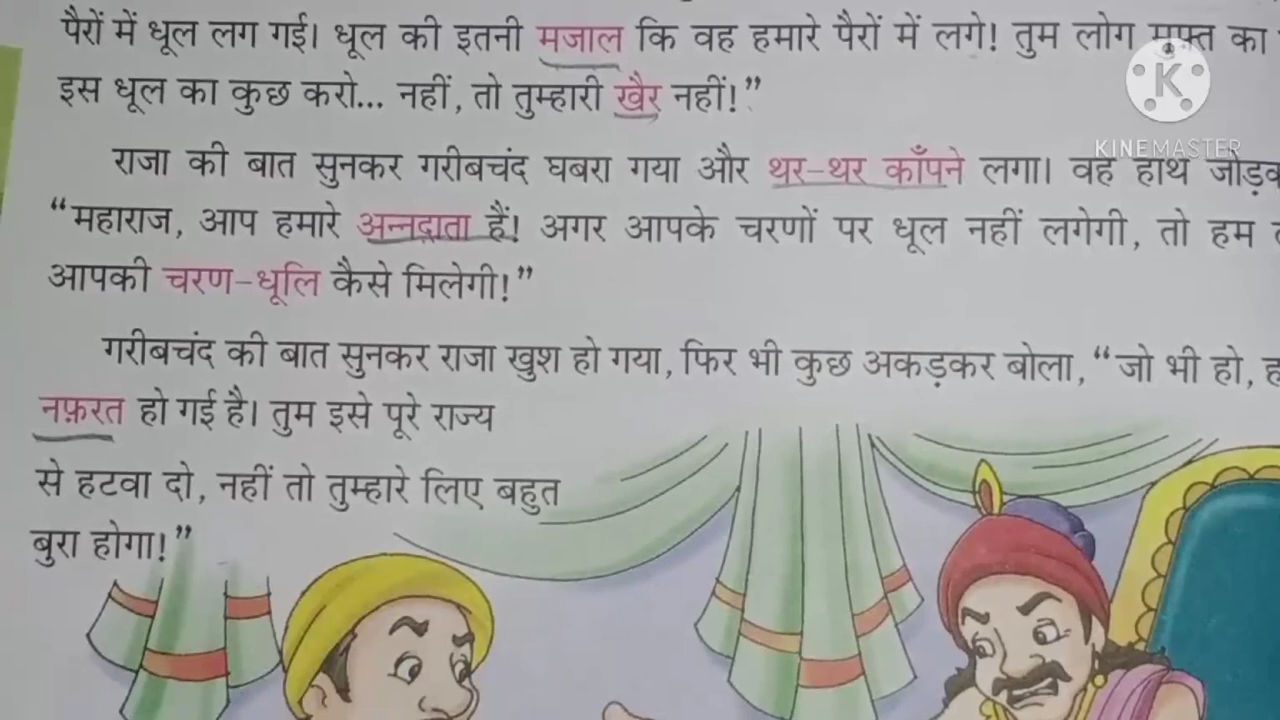 पैरों में धूल लग गई। धूल की इतनी मजाल कि वह हमारे पैरों में लगे! तुम लोग मुफ़्त का
इस धूल का कुछ करो... नहीं, तो तुम्हारी खैर नहीं!”
KINEMASTER
राजा की बात सुनकर गरीबचंद घबरा गया और थर-थर काँपने लगा। वह हाथ
“महाराज, आप हमारे अन्नदाता हैं! अगर आपके चरणों पर धूल नहीं लगेगी, तो हम
आपकी चरण-धूलि कैसे मिलेगी!”
गरीबचंद की बात सुनकर राजा खुश हो गया, फिर भी कुछ अकड़कर बोला, “जो भी हो,
नफ़रत हो गई है। तुम इसे पूरे राज्य
से हटवा दो, नहीं तो तुम्हारे लिए बहुत
बुरा होगा!”